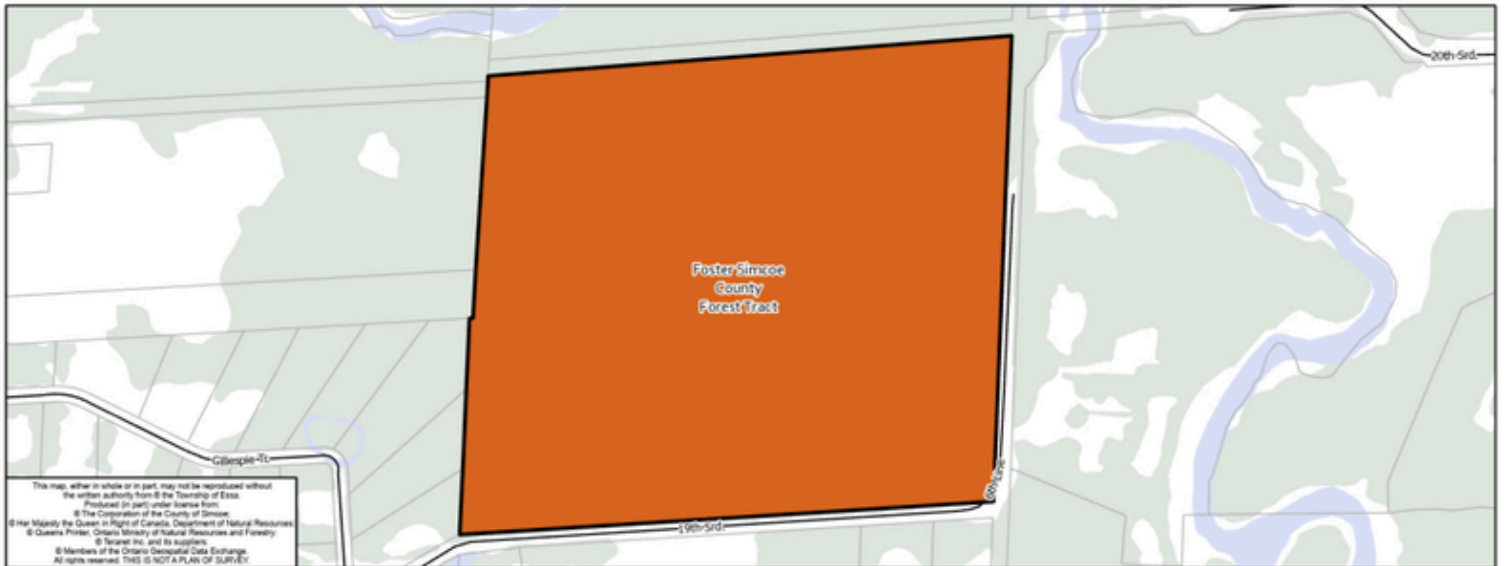 20th Srd.
Foster Simcoe
County
Forest Tract
Gillespie Tr.
6th Line
19th Srd.
This map, either in whole or in part, may not be reproduced without
the written authority from © the Township of Essa.
Produced (in part) under license from:
© The Corporation of the County of Simcoe;
© Her Majesty the Queen in Right of Canada, Department of Natural Resources;
© Queens Printer, Ontario Ministry of Natural Resources and Forestry;
© Teranet Inc. and its suppliers;
© Members of the Ontario Geospatial Data Exchange.
All rights reserved. THIS IS NOT A PLAN OF SURVEY.